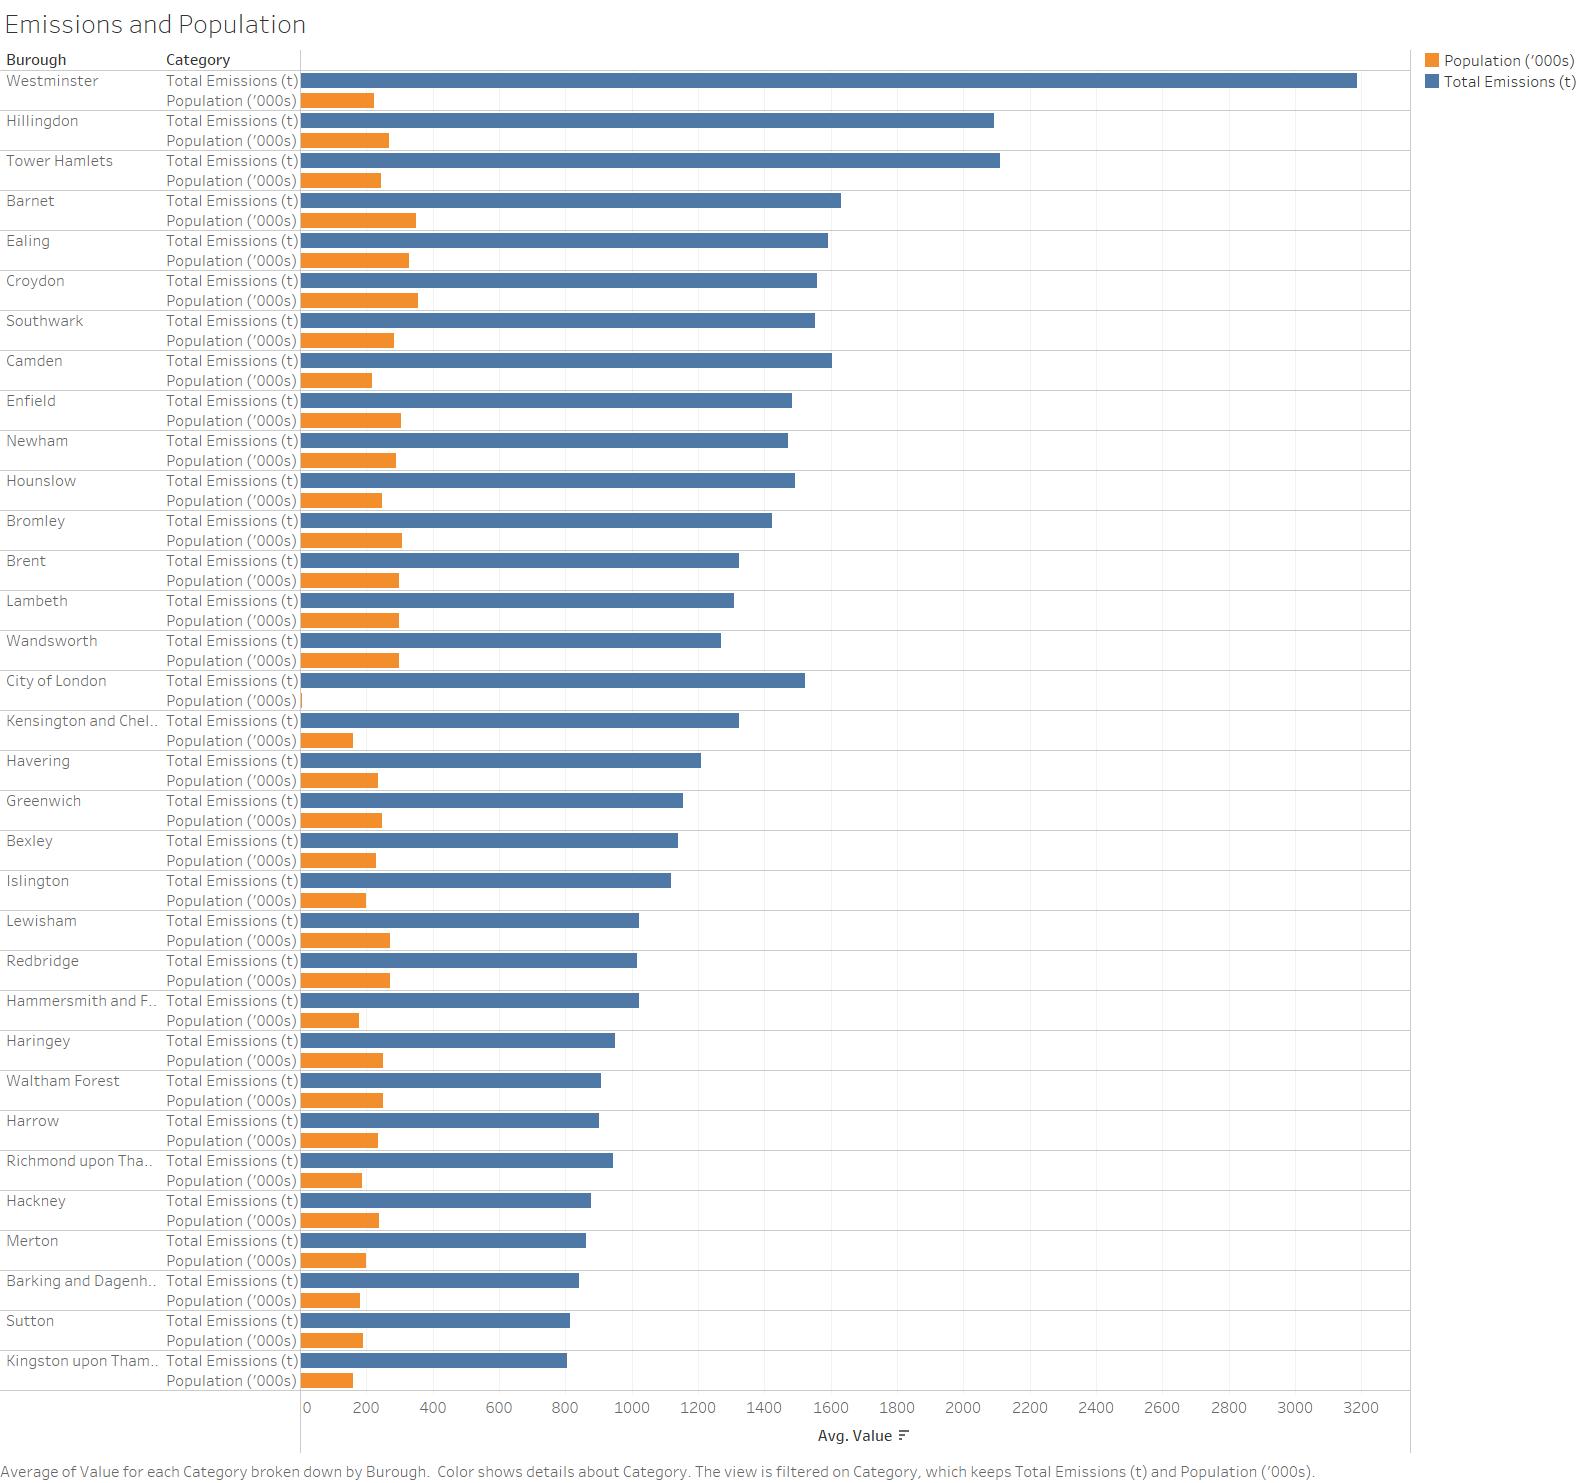 Emissions and Population
Borough Category
Population ('000s)
Total Emissions (t)
Westminster Total Emissions (t)
Population ('000s)
Hillingdon Total Emissions (t)
Population ('000s)
Tower Hamlets Total Emissions (t)
Population ('000s)
Barnet Total Emissions (t)
Population ('000s)
Ealing Total Emissions (t)
Population ('000s)
Croydon Total Emissions (t)
Population ('000s)
Southwark Total Emissions (t)
Population ('000s)
Camden Total Emissions (t)
Population ('000s)
Enfield Total Emissions (t)
Population ('000s)
Newham Total Emissions (t)
Population ('000s)
Hounslow Total Emissions (t)
Population ('000s)
Bromley Total Emissions (t)
Population ('000s)
Brent Total Emissions (t)
Population ('000s)
Lambeth Total Emissions (t)
Population ('000s)
Wandsworth Total Emissions (t)
Population ('000s)
City of London Total Emissions (t)
Population ('000s)
Kensington and Chel.. Total Emissions (t)
Population ('000s)
Havering Total Emissions (t)
Population ('000s)
Greenwich Total Emissions (t)
Population ('000s)
Bexley Total Emissions (t)
Population ('000s)
Islington Total Emissions (t)
Population ('000s)
Lewisham Total Emissions (t)
Population ('000s)
Redbridge Total Emissions (t)
Population ('000s)
Hammersmith and F.. Total Emissions (t)
Population ('000s)
Haringey Total Emissions (t)
Population ('000s)
Waltham Forest Total Emissions (t)
Population ('000s)
Harrow Total Emissions (t)
Population ('000s)
Richmond upon Tha.. Total Emissions (t)
Population ('000s)
Hackney Total Emissions (t)
Population ('000s)
Merton Total Emissions (t)
Population ('000s)
Barking and Dagenh.. Total Emissions (t)
Population ('000s)
Sutton Total Emissions (t)
Population ('000s)
Kingston upon Tham.. Total Emissions (t)
Population ('000s)
0 200 400 600 800 1000 1200 1400 1600 1800 2000 2200 2400 2600 2800 3000 3200
Avg. Value
Average of Value for each Category broken down by Borough. Color shows details about Category. The view is filtered on Category, which keeps Total Emissions (t) and Population ('000s).